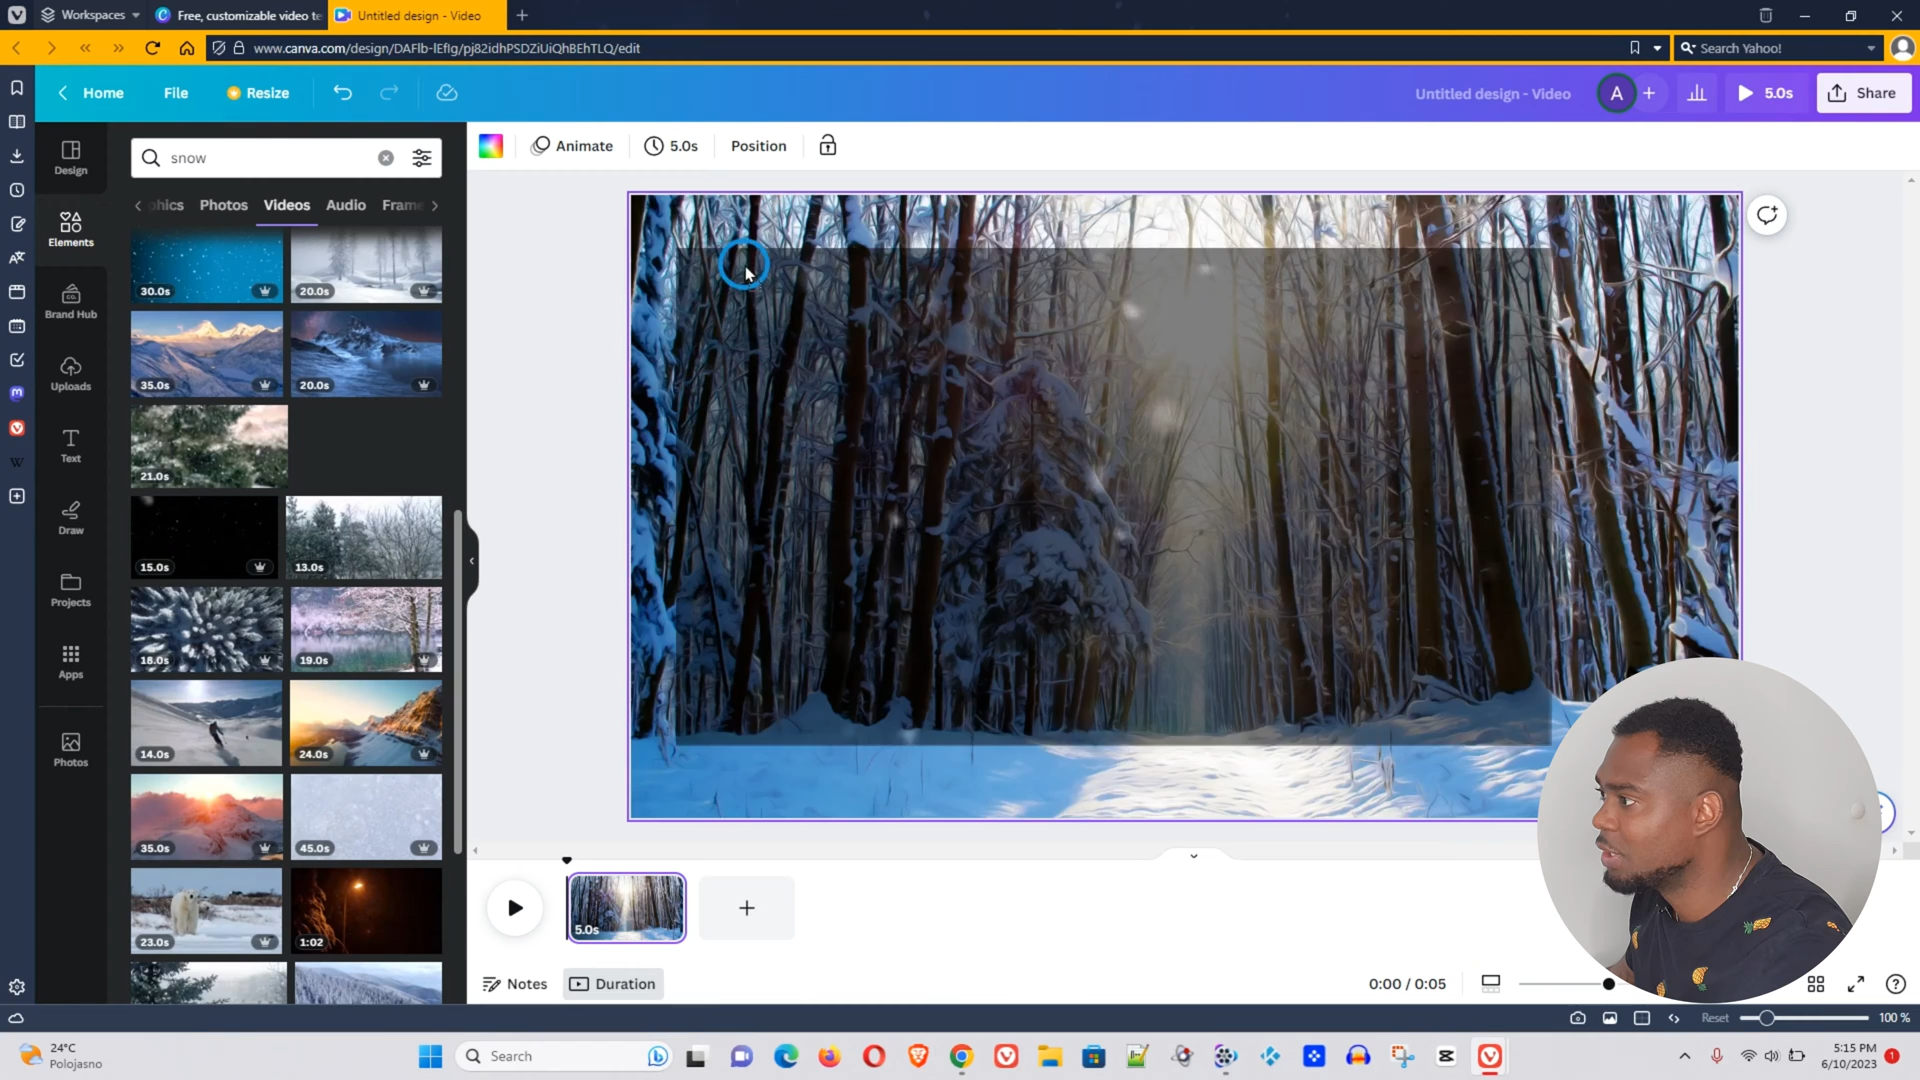 Workspaces
Free, customizable video te
Untitled design - Video
www.canva.com/design/DAFlb-lEfIg/pj82idhPSDZiUiQhBEhTLQ/edit
Search Yahoo!
Home
File
Resize
Untitled design - Video
A
5.0s
Share
Design
Elements
Brand Hub
Uploads
Text
Draw
Projects
Apps
Photos
snow
phics
Photos
Videos
Audio
Frame
30.0s
20.0s
35.0s
20.0s
21.0s
15.0s
13.0s
18.0s
19.0s
14.0s
24.0s
35.0s
45.0s
23.0s
1:02
Animate
5.0s
Position
5.0s
Notes
Duration
0:00 / 0:05
Reset
100 %
24°C
Polojasno
Search
5:15 PM
6/10/2023
1